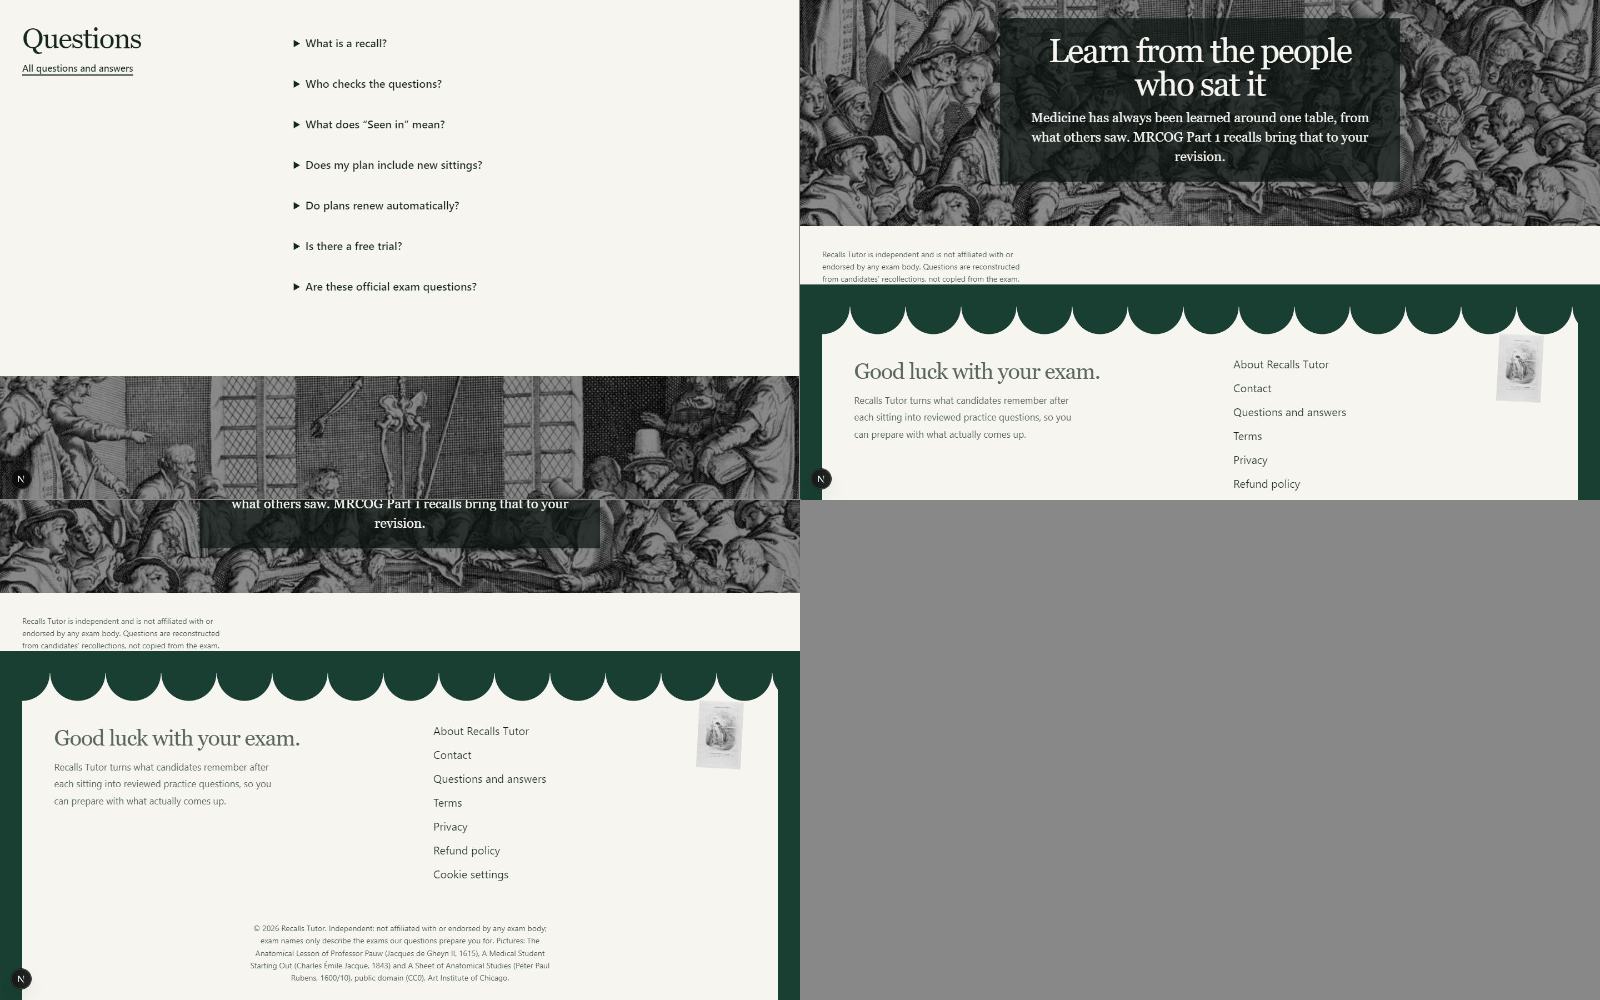 Questions
All questions and answers
What is a recall?
Who checks the questions?
What does “Seen in” mean?
Does my plan include new sittings?
Do plans renew automatically?
Is there a free trial?
Are these official exam questions?
N
Learn from the people
who sat it
Medicine has always been learned around one table, from
what others saw. MRCOG Part 1 recalls bring that to your
revision.
Recalls Tutor is independent and is not affiliated with or
endorsed by any exam body. Questions are reconstructed
from candidates' recollections, not copied from the exam.
Good luck with your exam.
Recalls Tutor turns what candidates remember after
each sitting into reviewed practice questions, so you
can prepare with what actually comes up.
About Recalls Tutor
Contact
Questions and answers
Terms
Privacy
Refund policy
N
what others saw. MRCOG Part 1 recalls bring that to your
revision.
Recalls Tutor is independent and is not affiliated with or
endorsed by any exam body. Questions are reconstructed
from candidates' recollections, not copied from the exam.
Good luck with your exam.
Recalls Tutor turns what candidates remember after
each sitting into reviewed practice questions, so you
can prepare with what actually comes up.
About Recalls Tutor
Contact
Questions and answers
Terms
Privacy
Refund policy
Cookie settings
© 2026 Recalls Tutor. Independent: not affiliated with or endorsed by any exam body;
exam names only describe the exams our questions prepare you for. Pictures: The
Anatomical Lesson of Professor Pauw (Jacques de Gheyn II, 1615), A Medical Student
Starting Out (Charles Émile Jacque, 1843) and A Sheet of Anatomical Studies (Peter Paul
Rubens, 1600/10), public domain (CC0), Art Institute of Chicago.
N